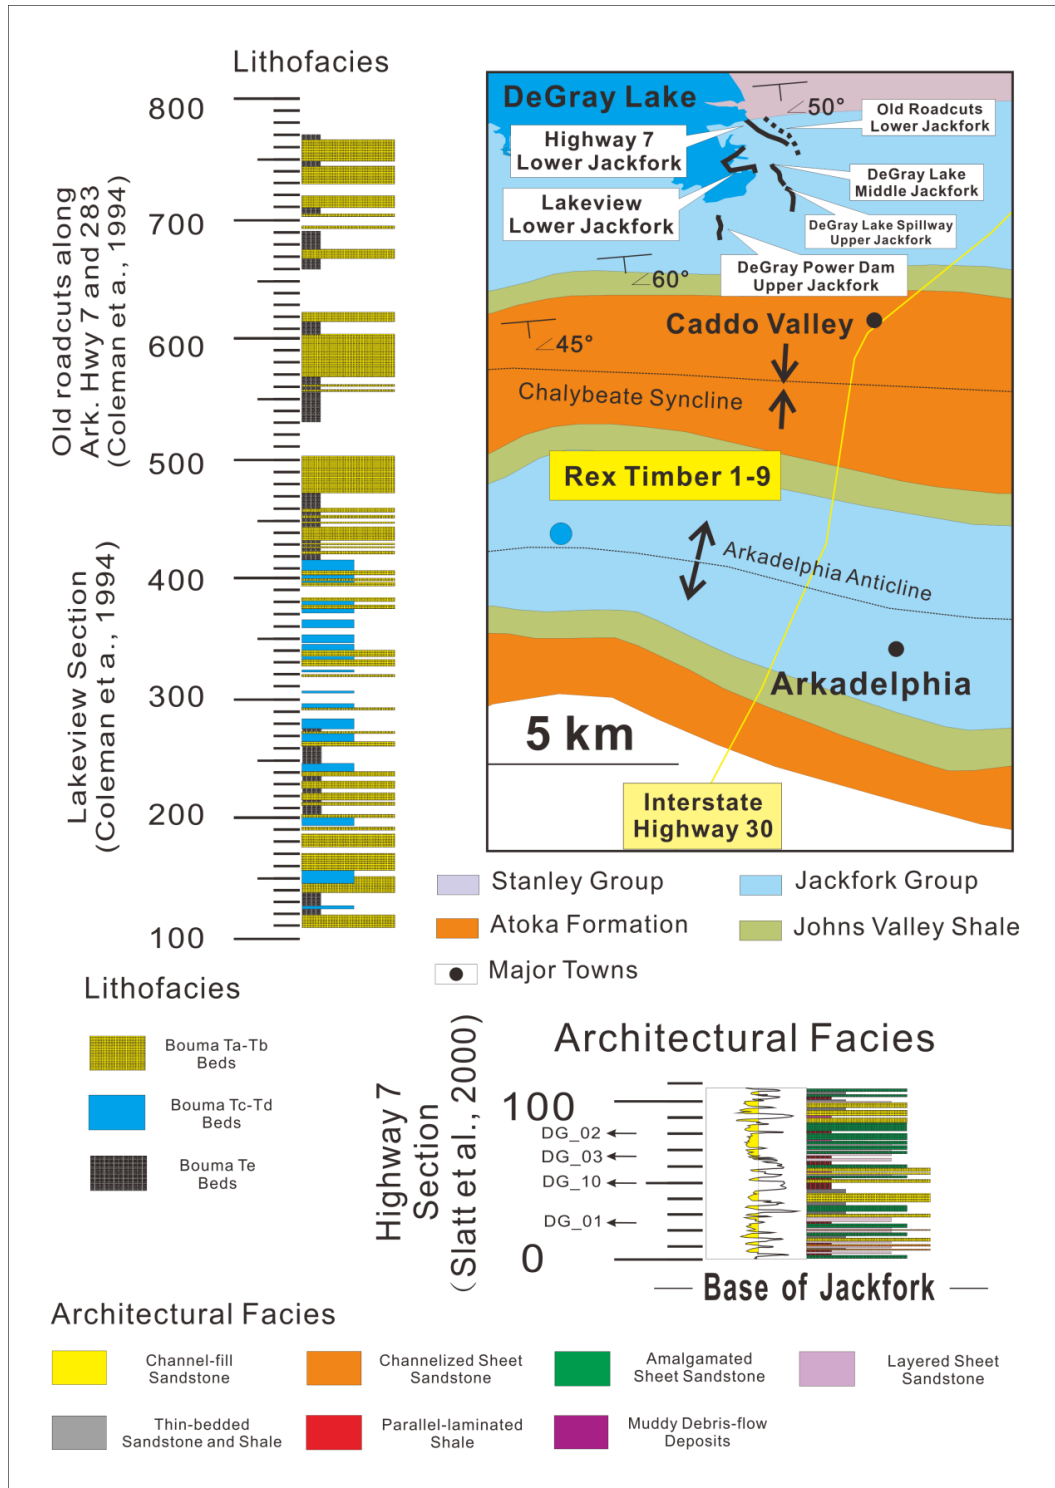 Lithofacies
800
700
600
500
400
300
200
100
Old roadcuts along
Ark. Hwy 7 and 283
(Coleman et a., 1994)
Lakeview Section
(Coleman et a., 1994)
DeGray Lake
50°
Old Roadcuts
Lower Jackfork
Highway 7
Lower Jackfork
DeGray Lake
Middle Jackfork
Lakeview
Lower Jackfork
DeGray Lake Spillway
Upper Jackfork
DeGray Power Dam
Upper Jackfork
60°
Caddo Valley
45°
Chalybeate Syncline
Rex Timber 1-9
Arkadelphia Anticline
Arkadelphia
5 km
Interstate
Highway 30
Stanley Group
Jackfork Group
Atoka Formation
Johns Valley Shale
Major Towns
Lithofacies
Bouma Ta-Tb
Beds
Bouma Tc-Td
Beds
Bouma Te
Beds
Architectural Facies
Highway 7
Section
(Slatt et al., 2000)
100
DG_02
DG_03
DG_10
DG_01
0
Base of Jackfork
Architectural Facies
Channel-fill
Sandstone
Channelized Sheet
Sandstone
Amalgamated
Sheet Sandstone
Layered Sheet
Sandstone
Thin-bedded
Sandstone and Shale
Parallel-laminated
Shale
Muddy Debris-flow
Deposits